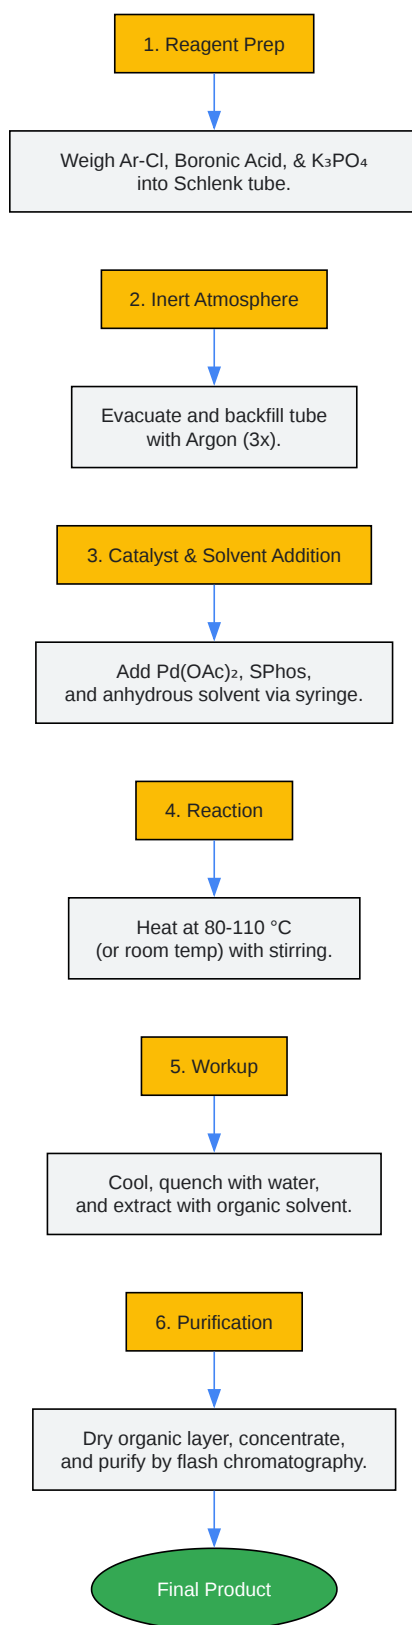 1. Reagent Prep
Weigh Ar-Cl, Boronic Acid, & K₃PO₄
into Schlenk tube.
2. Inert Atmosphere
Evacuate and backfill tube
with Argon (3x).
3. Catalyst & Solvent Addition
Add Pd(OAc)₂, SPhos,
and anhydrous solvent via syringe.
4. Reaction
Heat at 80-110 °C
(or room temp) with stirring.
5. Workup
Cool, quench with water,
and extract with organic solvent.
6. Purification
Dry organic layer, concentrate,
and purify by flash chromatography.
Final Product